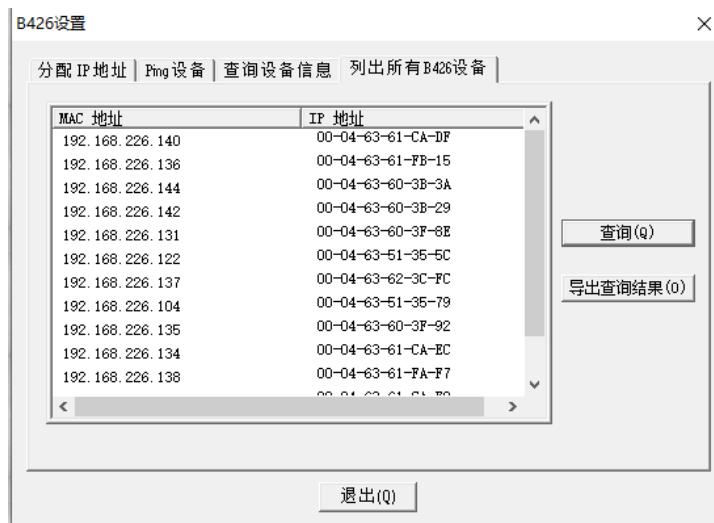 B426设置
分配IP地址 Ping设备 查询设备信息 列出所有B426设备
MAC 地址 IP 地址
192.168.226.140 00-04-63-61-CA-DF
192.168.226.136 00-04-63-61-FB-15
192.168.226.144 00-04-63-60-3B-3A
192.168.226.142 00-04-63-60-3B-29
192.168.226.131 00-04-63-60-3F-8E
192.168.226.122 00-04-63-51-35-5C
192.168.226.137 00-04-63-62-3C-FC
192.168.226.104 00-04-63-51-35-79
192.168.226.135 00-04-63-60-3F-92
192.168.226.134 00-04-63-61-CA-EC
192.168.226.138 00-04-63-61-FA-F7
查询(Q)
导出查询结果(O)
退出(Q)